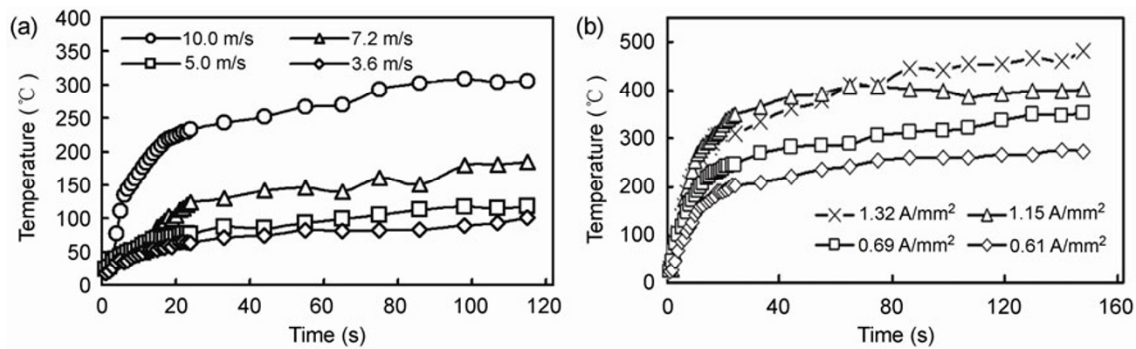 (a)
400
350
300
250
200
150
100
50
0
Temperature (℃)
10.0 m/s
7.2 m/s
5.0 m/s
3.6 m/s
0 20 40 60 80 100 120
Time (s)
(b)
500
400
300
200
100
0
Temperature (℃)
1.32 A/mm²
1.15 A/mm²
0.69 A/mm²
0.61 A/mm²
0 40 80 120 160
Time (s)